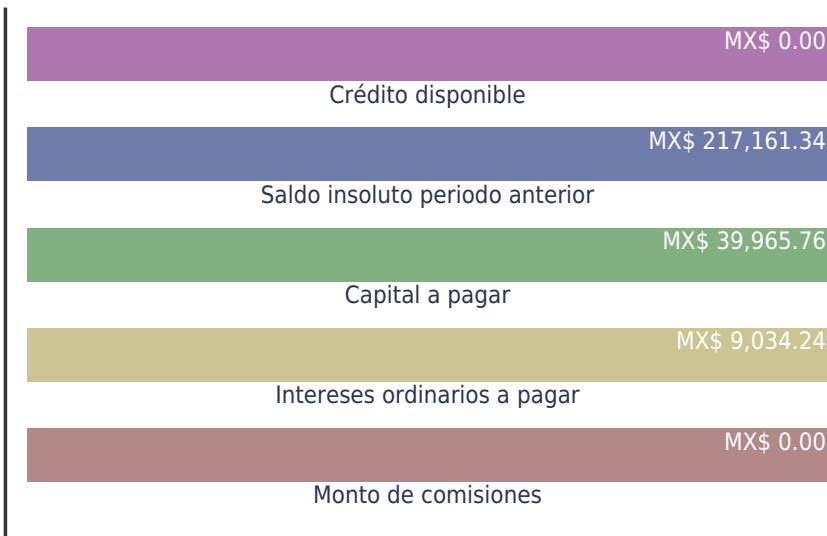 MX$ 0.00
Crédito disponible
MX$ 217,161.34
Saldo insoluto periodo anterior
MX$ 39,965.76
Capital a pagar
MX$ 9,034.24
Intereses ordinarios a pagar
MX$ 0.00
Monto de comisiones